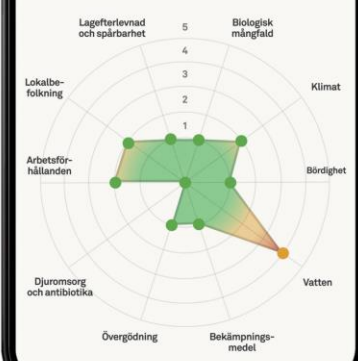 Lagefterlevnad
och spårbarhet
Biologisk
mångfald
5
4
3
2
1
Lokalbe-
folkning
Klimat
Arbetsför-
hållanden
Bördighet
Djuromsorg
och antibiotika
Vatten
Övergödning
Bekämpnings-
medel